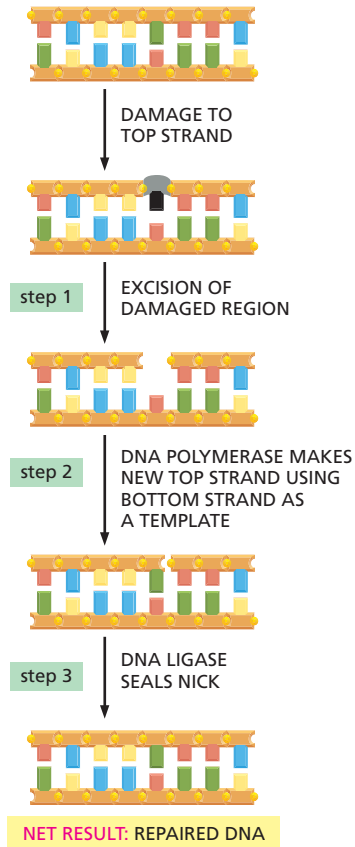 DAMAGE TO
TOP STRAND
step 1
EXCISION OF
DAMAGED REGION
step 2
DNA POLYMERASE MAKES
NEW TOP STRAND USING
BOTTOM STRAND AS
A TEMPLATE
step 3
DNA LIGASE
SEALS NICK
NET RESULT: REPAIRED DNA